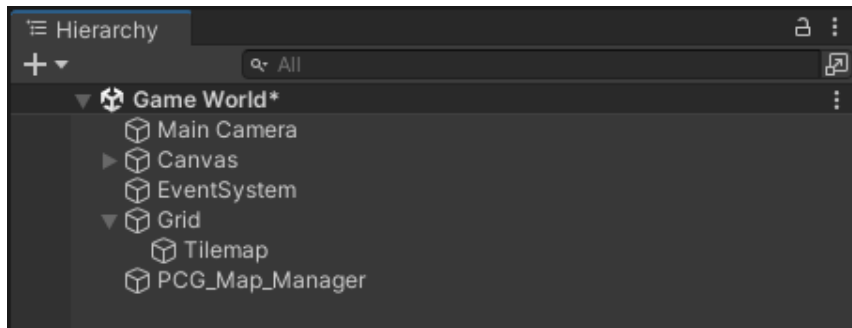 Hierarchy
All
Game World*
Main Camera
Canvas
EventSystem
Grid
Tilemap
PCG_Map_Manager